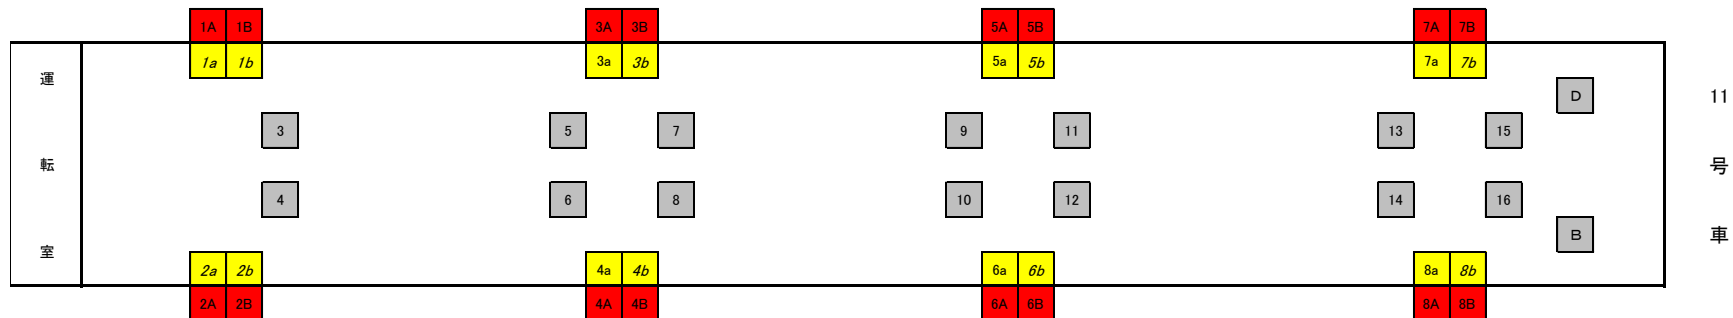 1A 1B 3A 3B 5A 5B 7A 7B
1a 1b 3a 3b 5a 5b 7a 7b
運転室
D
3 5 7 9 11 13 15
4 6 8 10 12 14 16
B
11号車
2a 2b 4a 4b 6a 6b 8a 8b
2A 2B 4A 4B 6A 6B 8A 8B